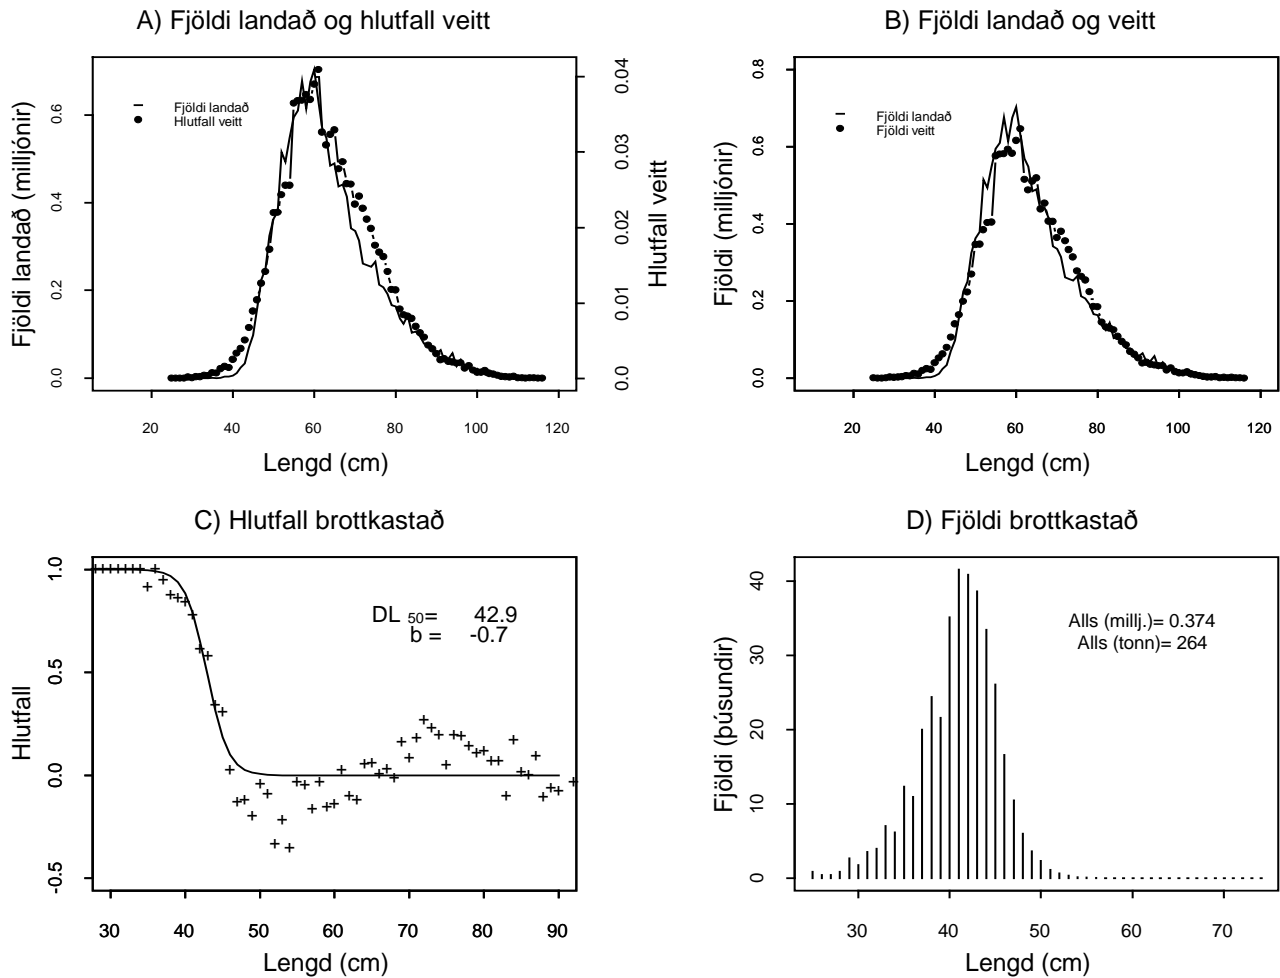 A) Fjöldi landað og hlutfall veitt
Fjöldi landað (milljónir)
0.0
0.2
0.4
0.6
Fjöldi landað
Hlutfall veitt
0.0
0.01
0.02
0.03
0.04
Hlutfall veitt
20
40
60
80
100
120
Lengd (cm)
B) Fjöldi landað og veitt
Fjöldi (milljónir)
0.0
0.2
0.4
0.6
0.8
Fjöldi landað
Fjöldi veitt
20
40
60
80
100
120
Lengd (cm)
C) Hlutfall brottkastað
Hlutfall
-0.5
0.0
0.5
1.0
DL 50= 42.9
b = -0.7
30
40
50
60
70
80
90
Lengd (cm)
D) Fjöldi brottkastað
Fjöldi (þúsundir)
0
10
20
30
40
Alls (millj.)= 0.374
Alls (tonn)= 264
30
40
50
60
70
Lengd (cm)